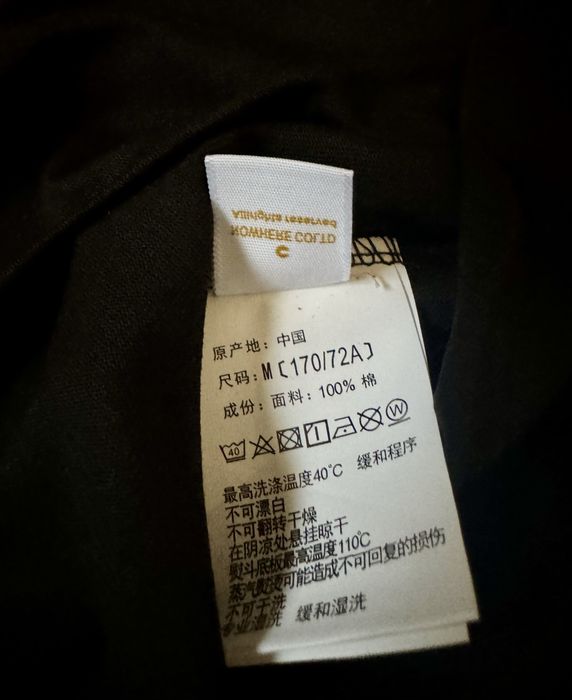 ©
NOWHERE CO.LTD
Allrights reserved
原产地：中国
尺码：M [170/72A]
成份：面料：100% 棉
40 W
最高洗涤温度40℃ 缓和程序
不可漂白
不可翻转干燥
在阴凉处悬挂晾干
熨斗底板最高温度110℃
蒸汽熨烫可能造成不可回复的损伤
不可干洗
专业湿洗 缓和湿洗